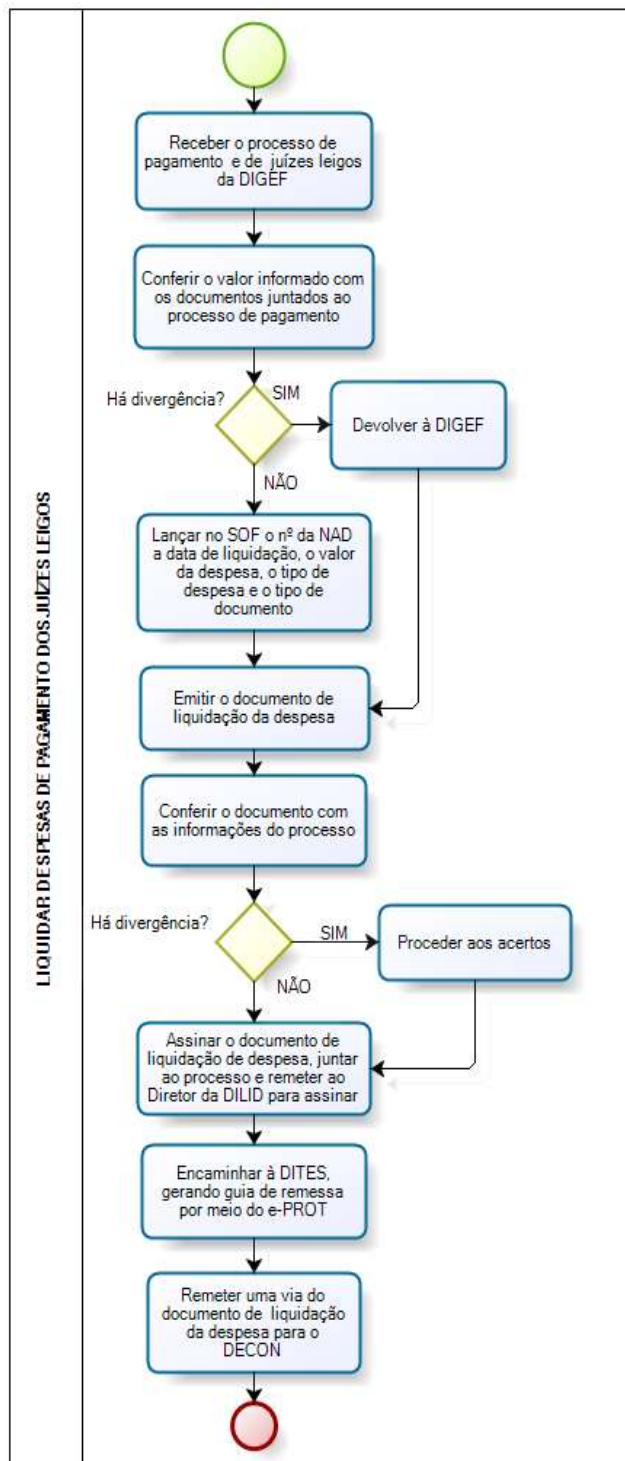 LIQUIDAR DESPESAS DE PAGAMENTO DOS JUÍZES LEIGOS
Receber o processo de
pagamento e de juízes leigos
da DIGEF
Conferir o valor informado com
os documentos juntados ao
processo de pagamento
Há divergência?
SIM
Devolver à DIGEF
NÃO
Lançar no SOF o nº da NAD
a data de liquidação, o valor
da despesa, o tipo de
despesa e o tipo de
documento
Emitir o documento de
liquidação da despesa
Conferir o documento com
as informações do processo
Há divergência?
SIM
Proceder aos acertos
NÃO
Assinar o documento de
liquidação de despesa, juntar
ao processo e remeter ao
Diretor da DILID para assinar
Encaminhar à DITES,
gerando guia de remessa
por meio do e-PROT
Remeter uma via do
documento de liquidação
da despesa para o
DECON